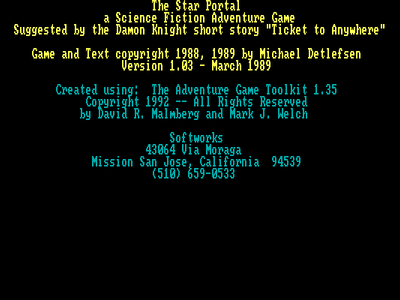 The Star Portal
a Science Fiction Adventure Game
Suggested by the Damon Knight short story "Ticket to Anywhere"
Game and Text copyright 1988, 1989 by Michael Detlefsen
Version 1.03 - March 1989
Created using:  The Adventure Game Toolkit 1.35
Copyright 1992 -- All Rights Reserved
by David R. Malmberg and Mark J. Welch
Softworks
43064 Via Moraga
Mission San Jose, California  94539
(510) 659-0533